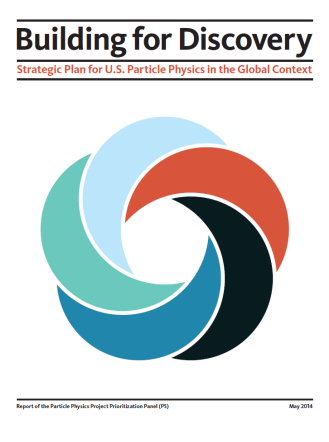 Building for Discovery
Strategic Plan for U.S. Particle Physics in the Global Context
Report of the Particle Physics Project Prioritization Panel (P5) May 2014